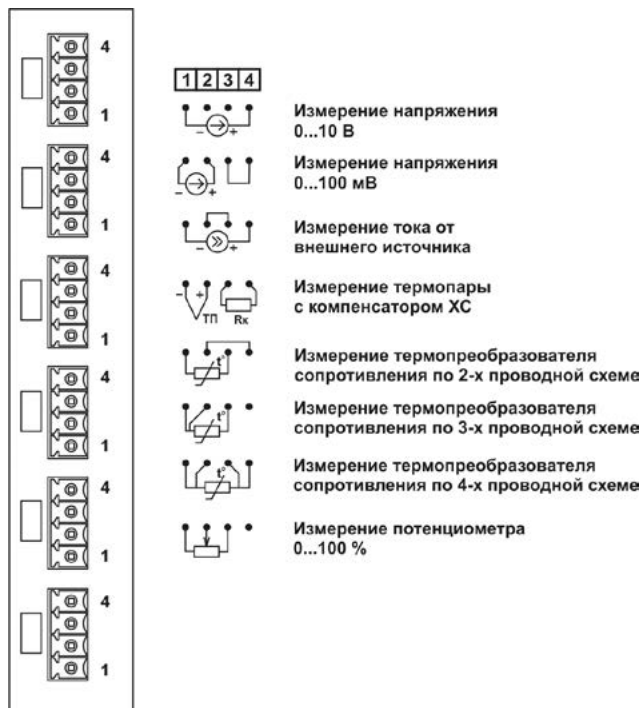 4
1
4
1
4
1
4
1
4
1
4
1
1 2 3 4
- +
Измерение напряжения
0...10 В
- +
Измерение напряжения
0...100 мВ
- +
Измерение тока от
внешнего источника
- +
ТП Rк
Измерение термопары
с компенсатором ХС
t°
Измерение термопреобразователя
сопротивления по 2-х проводной схеме
t°
Измерение термопреобразователя
сопротивления по 3-х проводной схеме
t°
Измерение термопреобразователя
сопротивления по 4-х проводной схеме
Измерение потенциометра
0...100 %